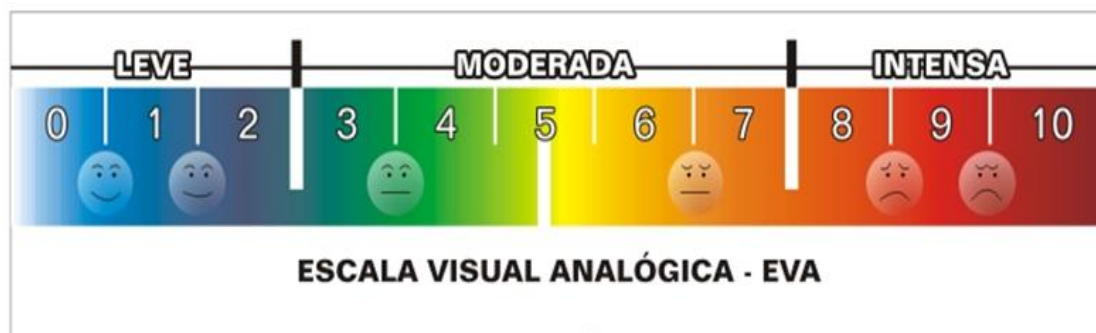 LEVE MODERADA INTENSA
0 1 2 3 4 5 6 7 8 9 10
ESCALA VISUAL ANALÓGICA - EVA